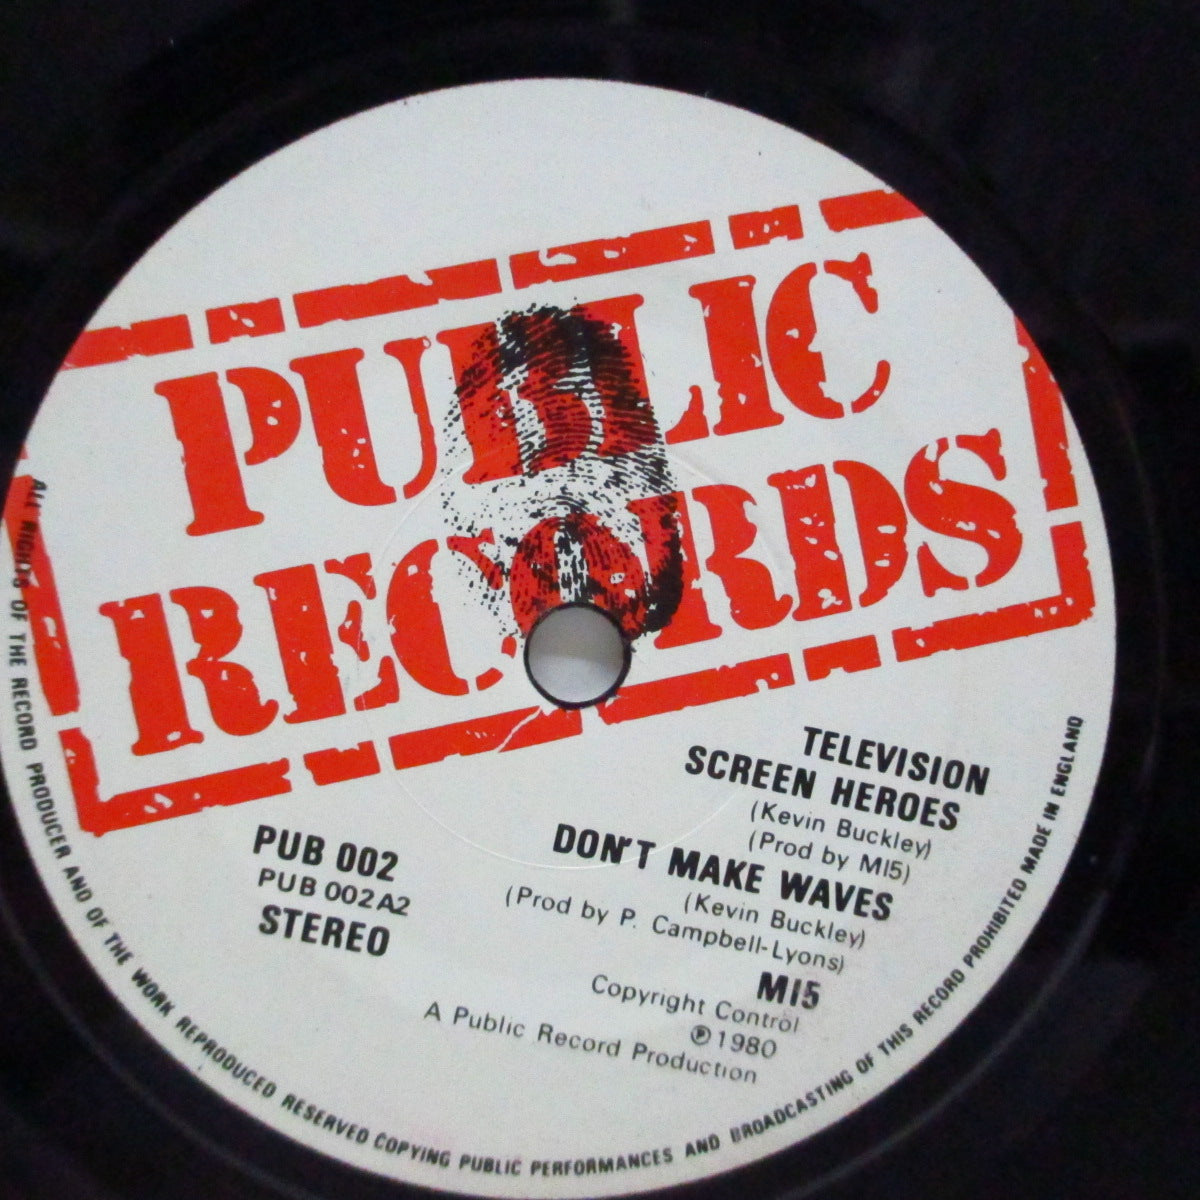 PUBLIC
RECORDS
TELEVISION
SCREEN HEROES
(Kevin Buckley)
(Prod by MI5)
DON'T MAKE WAVES
(Kevin Buckley)
(Prod by P. Campbell-Lyons)
MI5
Copyright Control
℗1980
A Public Record Production
PUB 002
PUB 002A2
STEREO
ALL RIGHTS OF THE RECORD PRODUCER AND OF THE WORK REPRODUCED RESERVED COPYING PUBLIC PERFORMANCES AND BROADCASTING OF THIS RECORD PROHIBITED MADE IN ENGLAND